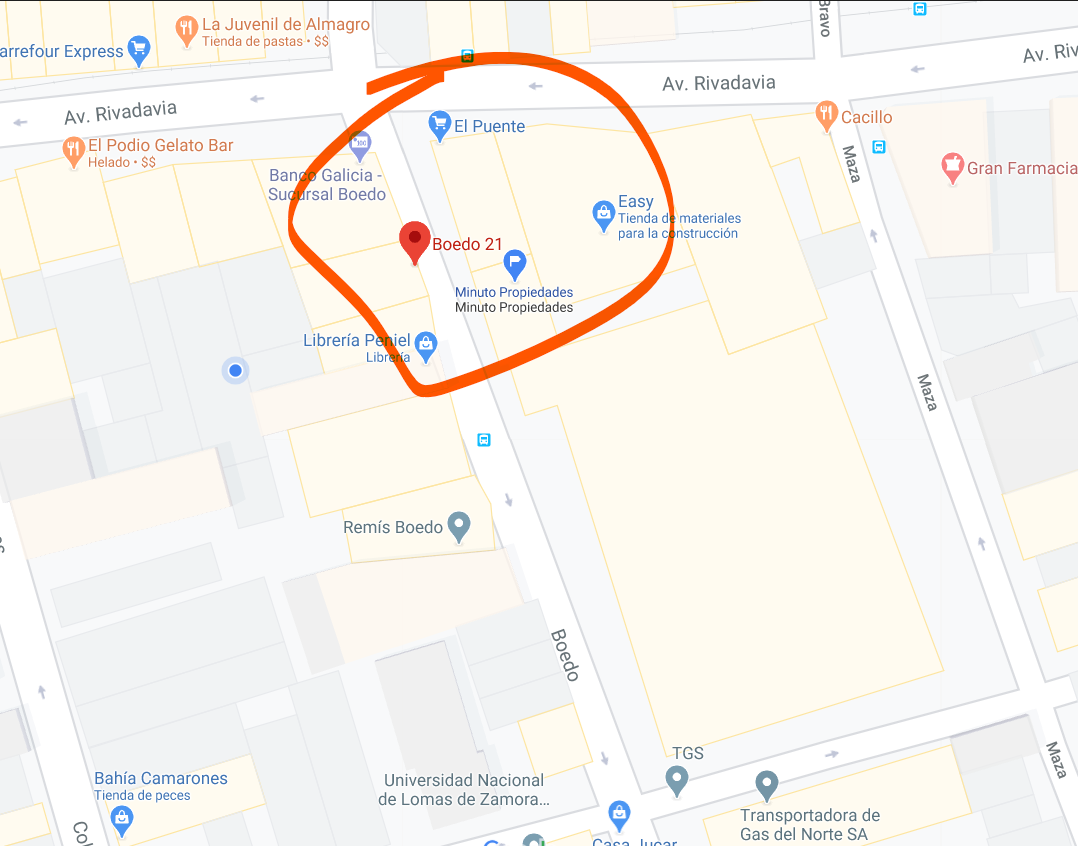 La Juvenil de Almagro
Tienda de pastas • $$
arrefour Express
Bravo
Av. Rivadavia
Av. Rivadavia
Av. Riv
El Puente
Cacillo
El Podio Gelato Bar
Helado • $$
Banco Galicia -
Sucursal Boedo
Maza
Gran Farmacia
Easy
Tienda de materiales
para la construcción
Boedo 21
Minuto Propiedades
Minuto Propiedades
Librería Peniel
Librería
Maza
Remís Boedo
Boedo
Maza
TGS
Bahía Camarones
Tienda de peces
Universidad Nacional
de Lomas de Zamora...
Transportadora de
Gas del Norte SA
Col
Casa Jucar